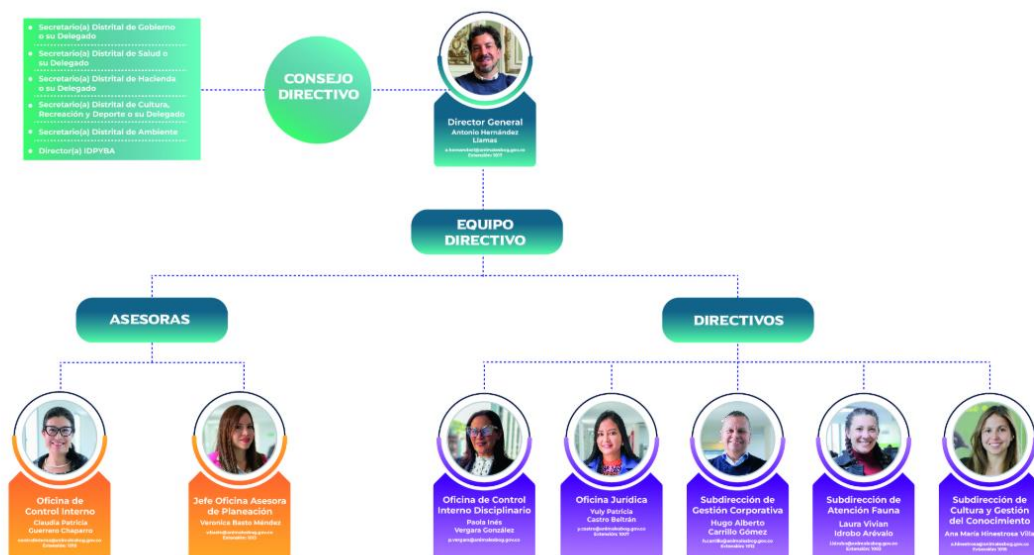 Secretario(a) Distrital de Gobierno
o su Delegado
Secretario(a) Distrital de Salud o
su Delegado
Secretario(a) Distrital de Hacienda
o su Delegado
Secretario(a) Distrital de Cultura,
Recreación y Deporte o su Delegado
Secretario(a) Distrital de Ambiente
Director(a) IDPYBA
CONSEJO
DIRECTIVO
Director General
Antonio Hernández
Llamas
EQUIPO
DIRECTIVO
ASESORAS
DIRECTIVOS
Oficina de
Control Interno
Claudia Patricia
Guerrero Chaparro
Jefe Oficina Asesora
de Planeación
Veronica Basto Méndez
Oficina de Control
Interno Disciplinario
Paola Inés
Vergara González
Oficina Jurídica
Yuly Patricia
Castro Beltrán
Subdirección de
Gestión Corporativa
Hugo Alberto
Carrillo Gómez
Subdirección de
Atención Fauna
Laura Vivian
Idrobo Arévalo
Subdirección de
Cultura y Gestión
del Conocimiento
Ana María Hinestrosa Villa